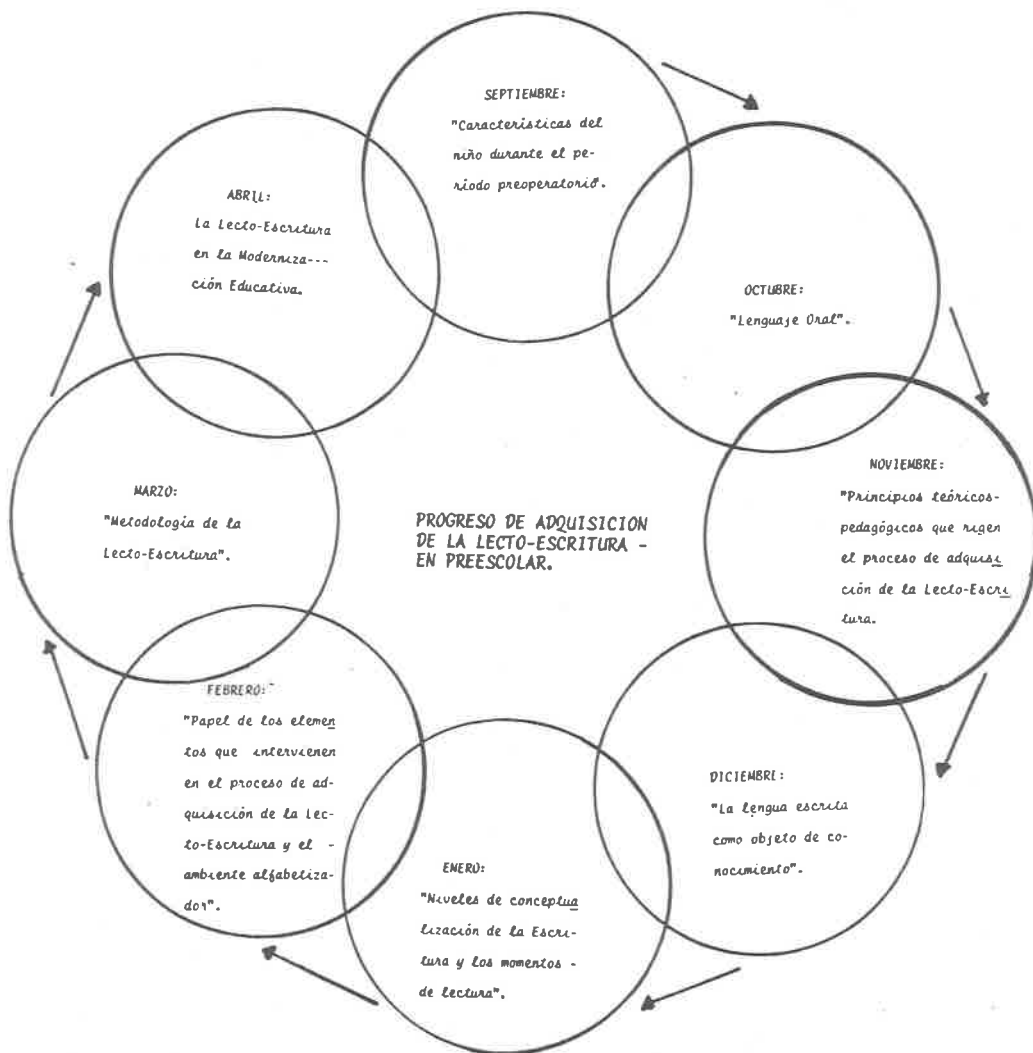 SEPTIEMBRE:
"Características del
niño durante el pe-
ríodo preoperatorio".
OCTUBRE:
"Lenguaje Oral".
NOVIEMBRE:
"Principios teóricos-
pedagógicos que rigen
el proceso de adquisi
ción de la Lecto-Escri
tura.
DICIEMBRE:
"La lengua escrita
como objeto de co-
nocimiento".
ENERO:
"Niveles de conceptua
lización de la Escri-
tura y los momentos -
de lectura".
FEBRERO:
"Papel de los elemen
tos que intervienen
en el proceso de ad-
quisición de la Lec-
to-Escritura y el -
ambiente alfabetiza-
dor".
MARZO:
"Metodología de la
Lecto-Escritura".
ABRIL:
La Lecto-Escritura
en la Moderniza---
ción Educativa.
PROGRESO DE ADQUISICION
DE LA LECTO-ESCRITURA -
EN PREESCOLAR.